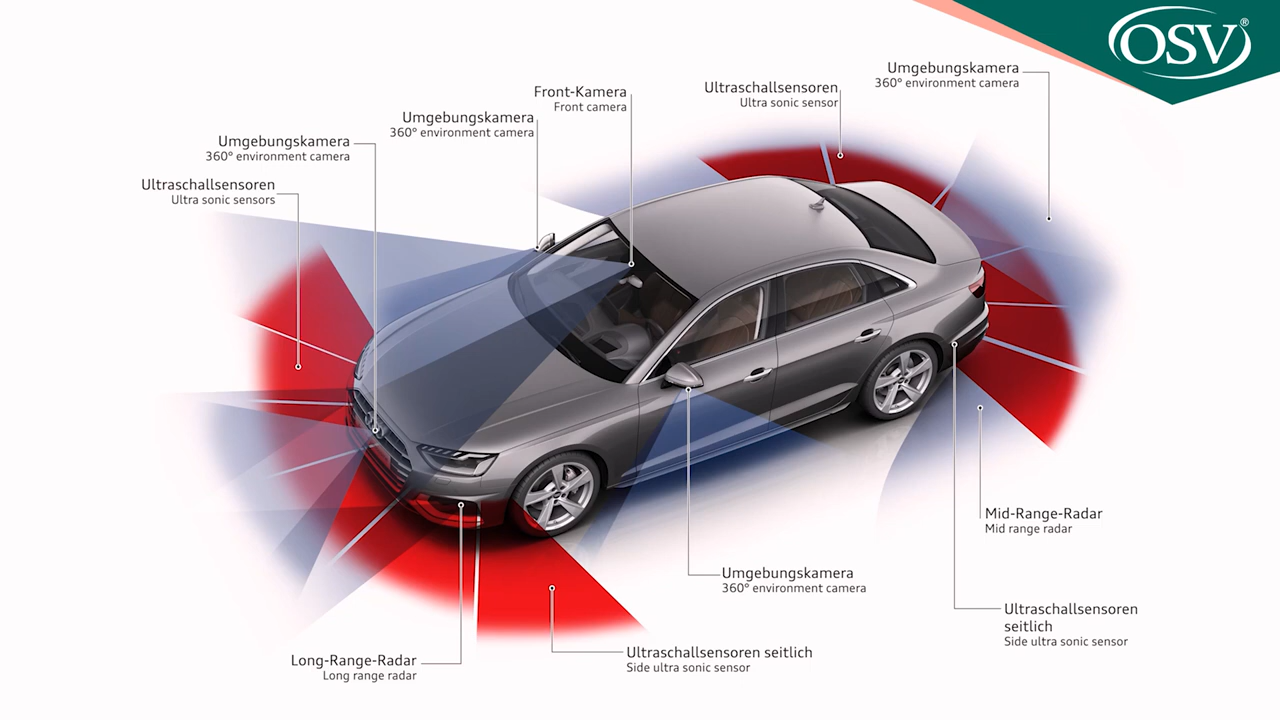 OSV®
Umgebungskamera
360° environment camera
Ultraschallsensoren
Ultra sonic sensor
Front-Kamera
Front camera
Umgebungskamera
360° environment camera
Umgebungskamera
360° environment camera
Ultraschallsensoren
Ultra sonic sensors
Mid-Range-Radar
Mid range radar
Umgebungskamera
360° environment camera
Ultraschallsensoren
seitlich
Side ultra sonic sensor
Ultraschallsensoren seitlich
Side ultra sonic sensor
Long-Range-Radar
Long range radar